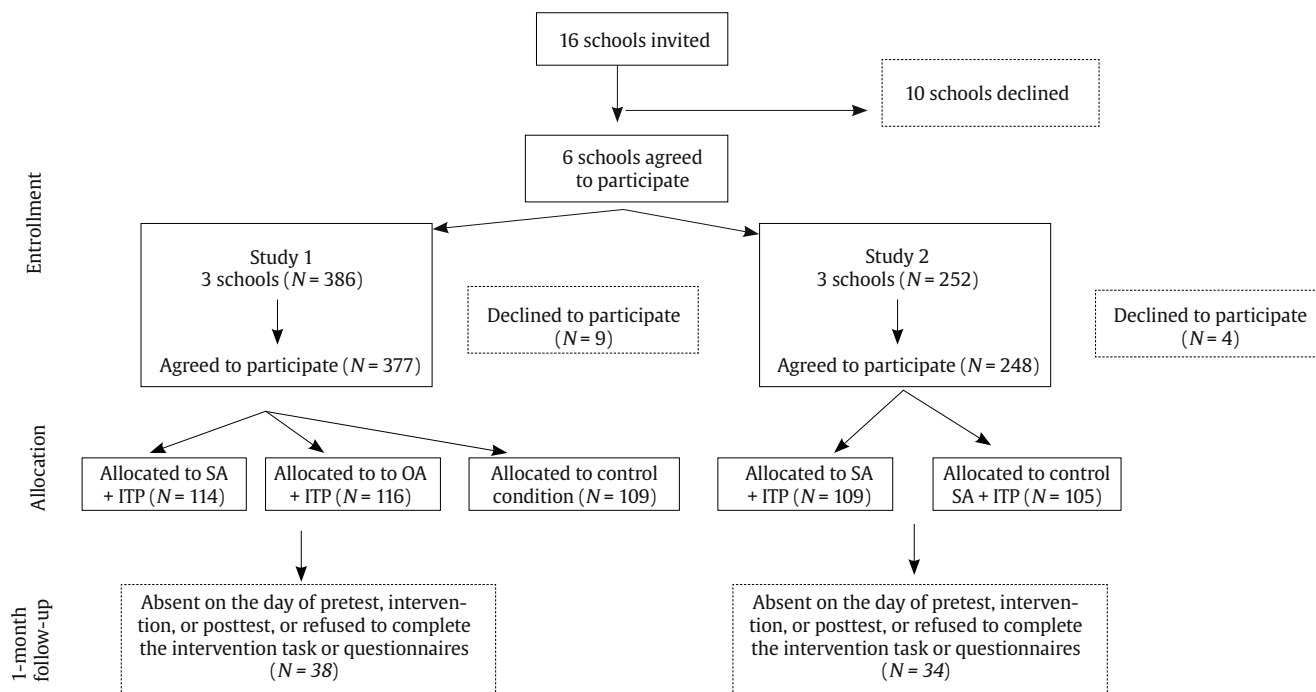 16 schools invited
10 schools declined
6 schools agreed
to participate
Entrollment
Study 1
3 schools (N = 386)
Agreed to participate (N = 377)
Declined to participate
(N = 9)
Study 2
3 schools (N = 252)
Agreed to participate (N = 248)
Declined to participate
(N = 4)
Allocation
Allocated to SA
+ ITP (N = 114)
Allocated to to OA
+ ITP (N = 116)
Allocated to control
condition (N = 109)
Allocated to SA
+ ITP (N = 109)
Allocated to control
SA + ITP (N = 105)
1-month
follow-up
Absent on the day of pretest, interven-
tion, or posttest, or refused to complete
the intervention task or questionnaires
(N = 38)
Absent on the day of pretest, interven-
tion, or posttest, or refused to complete
the intervention task or questionnaires
(N = 34)